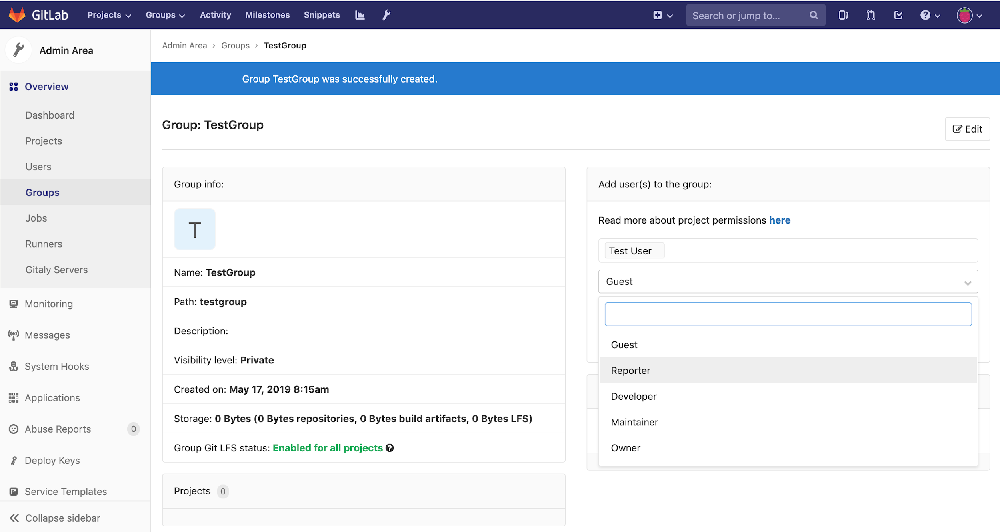 GitLab Projects Groups Activity Milestones Snippets Search or jump to...
Admin Area
Overview
Dashboard
Projects
Users
Groups
Jobs
Runners
Gitaly Servers
Monitoring
Messages
System Hooks
Applications
Abuse Reports 0
Deploy Keys
Service Templates
Collapse sidebar
Admin Area > Groups > TestGroup
Group TestGroup was successfully created.
Group: TestGroup
Edit
Group info:
T
Name: TestGroup
Path: testgroup
Description:
Visibility level: Private
Created on: May 17, 2019 8:15am
Storage: 0 Bytes (0 Bytes repositories, 0 Bytes build artifacts, 0 Bytes LFS)
Group Git LFS status: Enabled for all projects ?
Projects 0
Add user(s) to the group:
Read more about project permissions here
Test User
Guest
Guest
Reporter
Developer
Maintainer
Owner